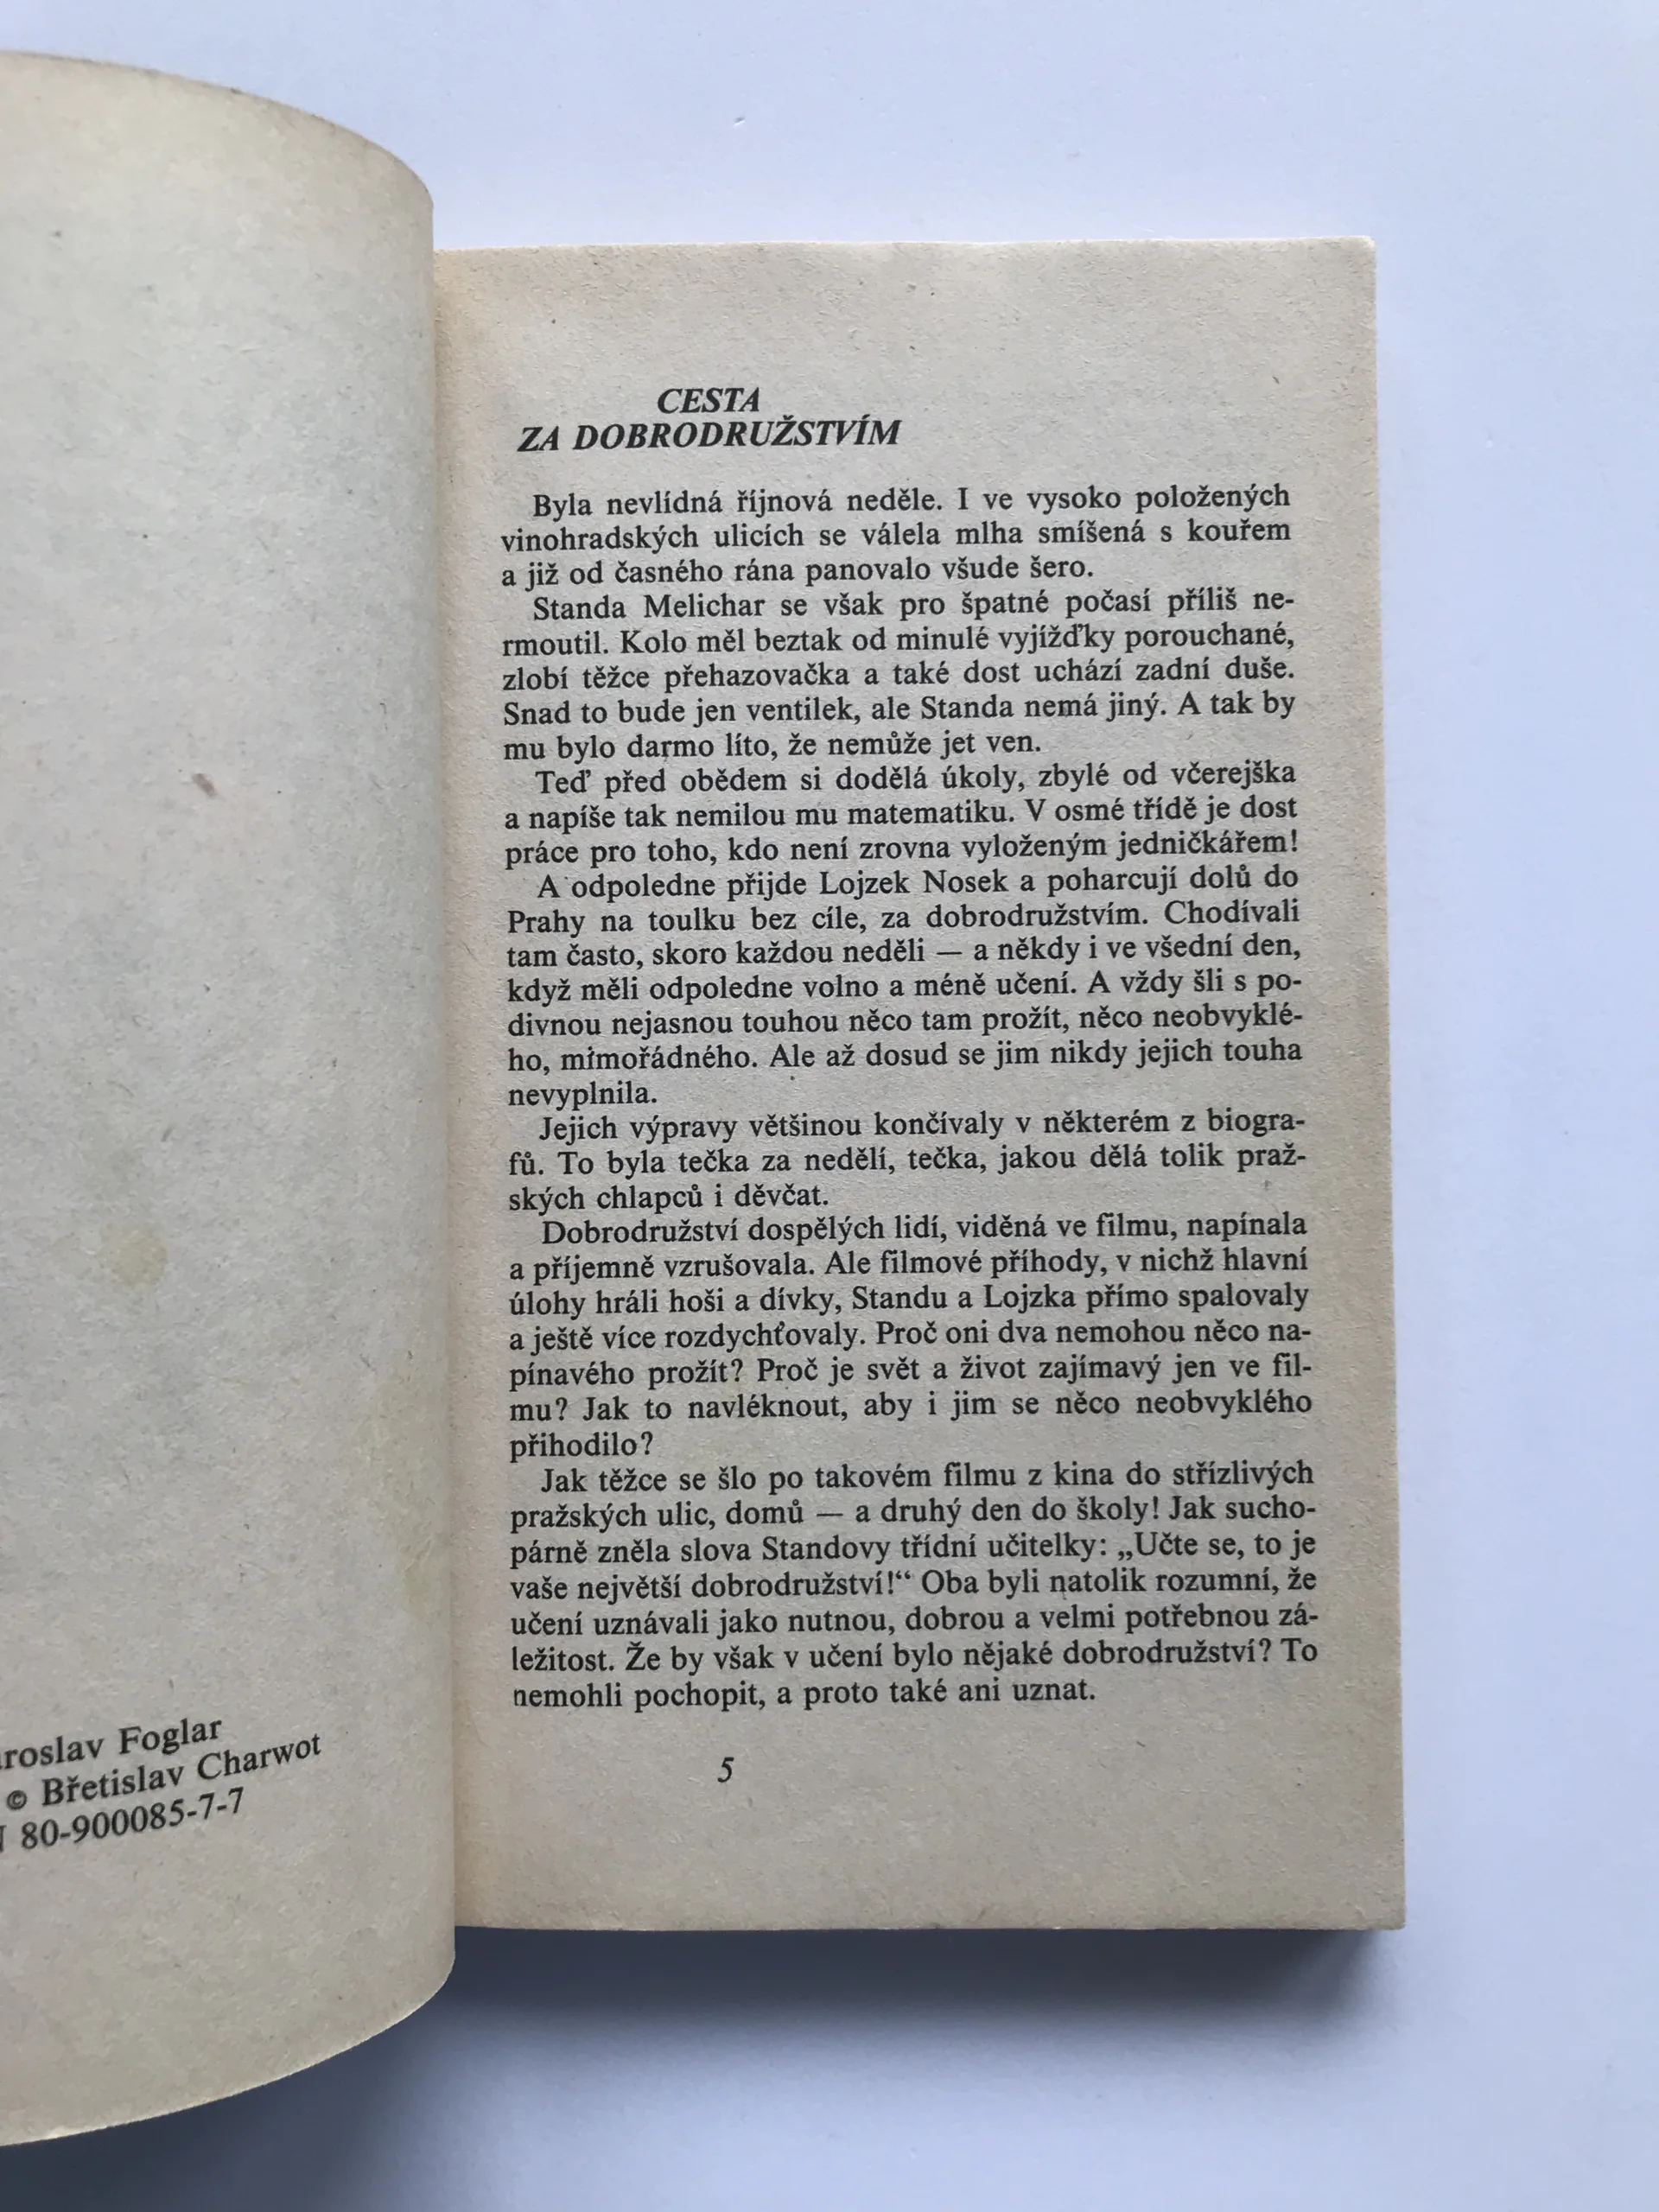 Foglar
© Břetislav Charwot
80-900085-7-7
CESTA
ZA DOBRODRUŽSTVÍM
Byla nevlídná říjnová neděle. I ve vysoko položených
vinohradských ulicích se válela mlha smíšená s kouřem
a již od časného rána panovalo všude šero.
Standa Melichar se však pro špatné počasí příliš ne-
rmoutil. Kolo měl beztak od minulé vyjížďky porouchané,
zlobí těžce přehazovačka a také dost uchází zadní duše.
Snad to bude jen ventilek, ale Standa nemá jiný. A tak by
mu bylo darmo líto, že nemůže jet ven.
Teď před obědem si dodělá úkoly, zbylé od včerejška
a napíše tak nemilou mu matematiku. V osmé třídě je dost
práce pro toho, kdo není zrovna vyloženým jedničkářem!
A odpoledne přijde Lojzek Nosek a poharcují dolů do
Prahy na toulku bez cíle, za dobrodružstvím. Chodívali
tam často, skoro každou neděli — a někdy i ve všední den,
když měli odpoledne volno a méně učení. A vždy šli s po-
divnou nejasnou touhou něco tam prožít, něco neobvyklé-
ho, mimořádného. Ale až dosud se jim nikdy jejich touha
nevyplnila.
Jejich výpravy většinou končívaly v některém z biogra-
fů. To byla tečka za nedělí, tečka, jakou dělá tolik praž-
ských chlapců i děvčat.
Dobrodružství dospělých lidí, viděná ve filmu, napínala
a příjemně vzrušovala. Ale filmové příhody, v nichž hlavní
úlohy hráli hoši a dívky, Standu a Lojzka přímo spalovaly
a ještě více rozdychťovaly. Proč oni dva nemohou něco na-
pínavého prožít? Proč je svět a život zajímavý jen ve fil-
mu? Jak to navléknout, aby i jim se něco neobvyklého
přihodilo?
Jak těžce se šlo po takovém filmu z kina do střízlivých
pražských ulic, domů — a druhý den do školy! Jak sucho-
párně zněla slova Standovy třídní učitelky: „Učte se, to je
vaše největší dobrodružství!“ Oba byli natolik rozumní, že
učení uznávali jako nutnou, dobrou a velmi potřebnou zá-
ležitost. Že by však v učení bylo nějaké dobrodružství? To
nemohli pochopit, a proto také ani uznat.
5